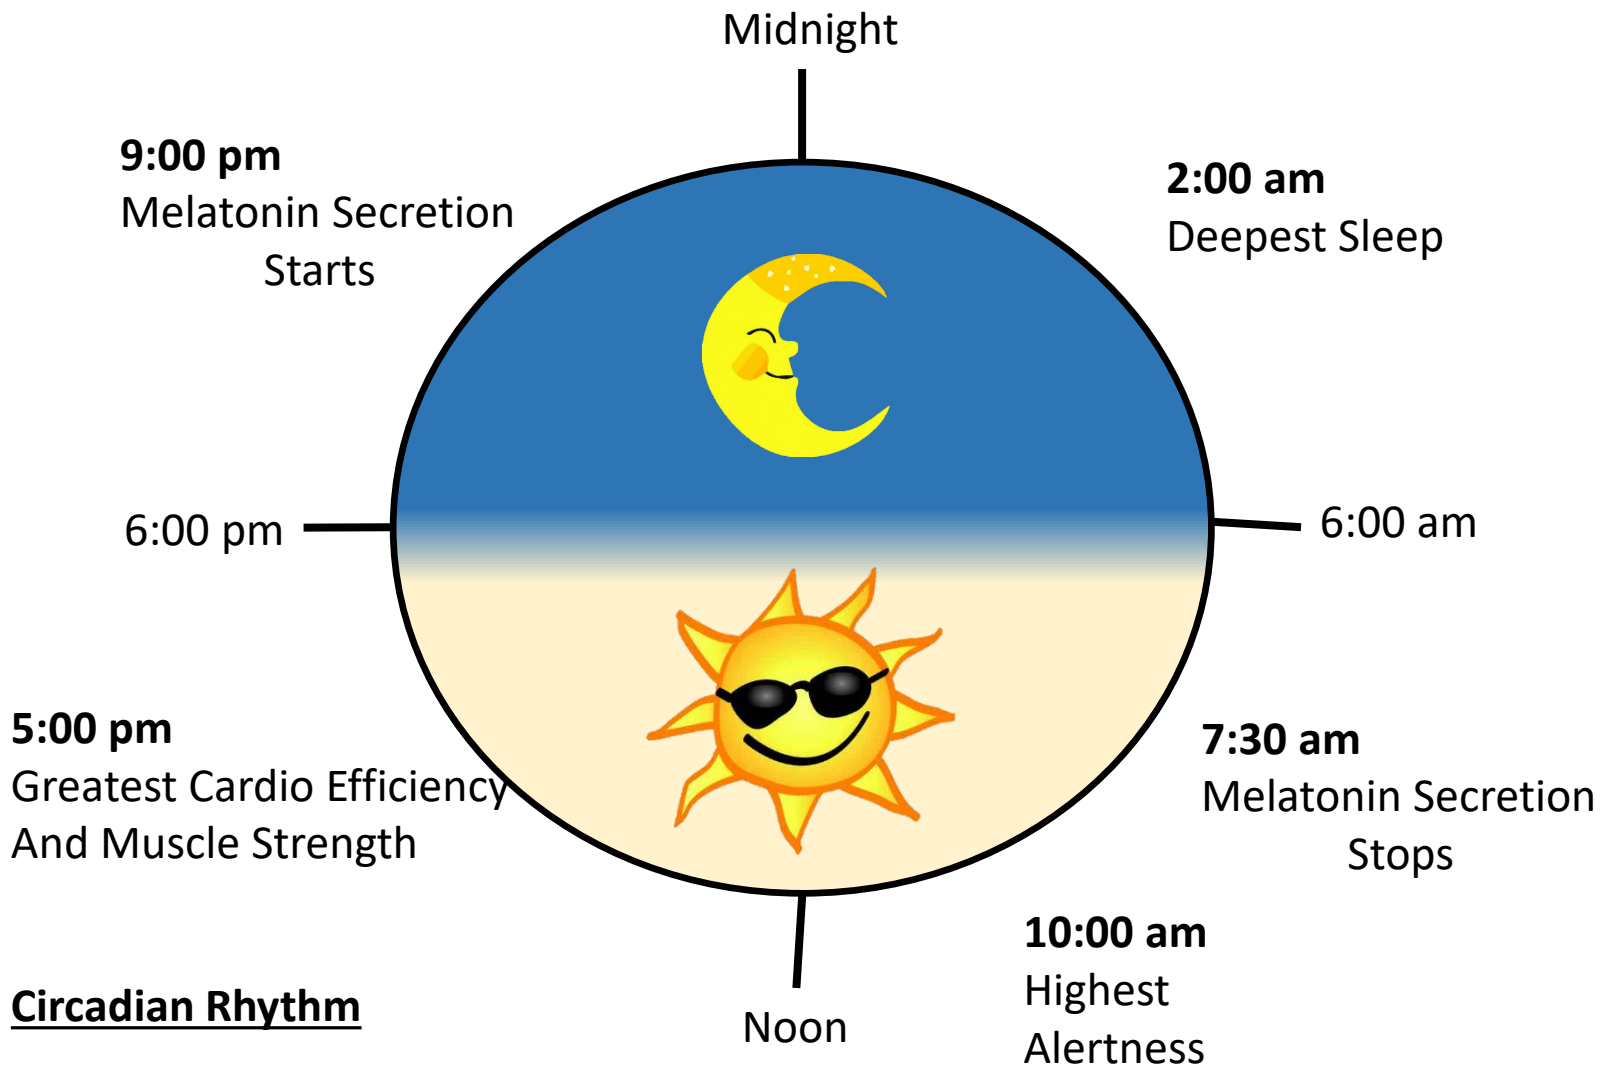 Midnight
9:00 pm
Melatonin Secretion
Starts
2:00 am
Deepest Sleep
6:00 pm
6:00 am
5:00 pm
Greatest Cardio Efficiency
And Muscle Strength
7:30 am
Melatonin Secretion
Stops
10:00 am
Highest
Alertness
Noon
Circadian Rhythm